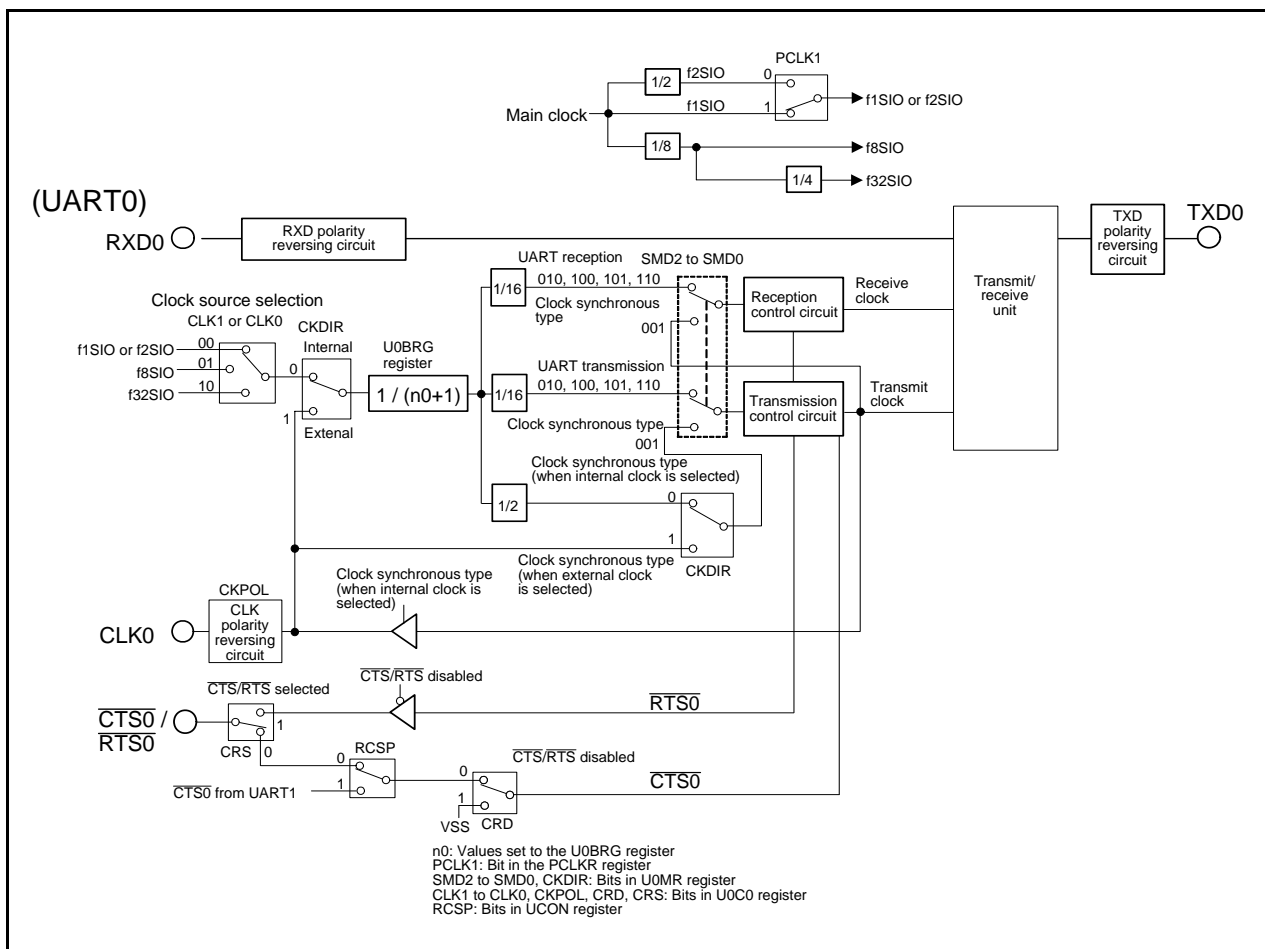 PCLK1
1/2
f2SIO
0
Main clock
f1SIO
1
f1SIO or f2SIO
1/8
f8SIO
1/4
f32SIO
(UART0)
RXD0
RXD polarity
reversing circuit
TXD
polarity
reversing
circuit
TXD0
Transmit/
receive
unit
UART reception
SMD2 to SMD0
1/16
010, 100, 101, 110
Clock synchronous
type
001
Reception
control circuit
Receive
clock
Clock source selection
CLK1 or CLK0
CKDIR
f1SIO or f2SIO
00
f8SIO
01
f32SIO
10
0
Internal
1
Extenal
U0BRG
register
1 / (n0+1)
UART transmission
1/16
010, 100, 101, 110
Clock synchronous type
001
Transmission
control circuit
Transmit
clock
Clock synchronous type
(when internal clock is selected)
1/2
0
1
CKDIR
Clock synchronous type
(when external clock
is selected)
Clock synchronous type
(when internal clock is
selected)
CKPOL
CLK0
CLK
polarity
reversing
circuit
CTS/RTS selected
CTS/RTS disabled
CTS0 /
RTS0
1
CRS
0
RTS0
RCSP
0
1
CTS0 from UART1
CTS/RTS disabled
0
1
VSS
CRD
CTS0
n0: Values set to the U0BRG register
PCLK1: Bit in the PCLKR register
SMD2 to SMD0, CKDIR: Bits in U0MR register
CLK1 to CLK0, CKPOL, CRD, CRS: Bits in U0C0 register
RCSP: Bits in UCON register